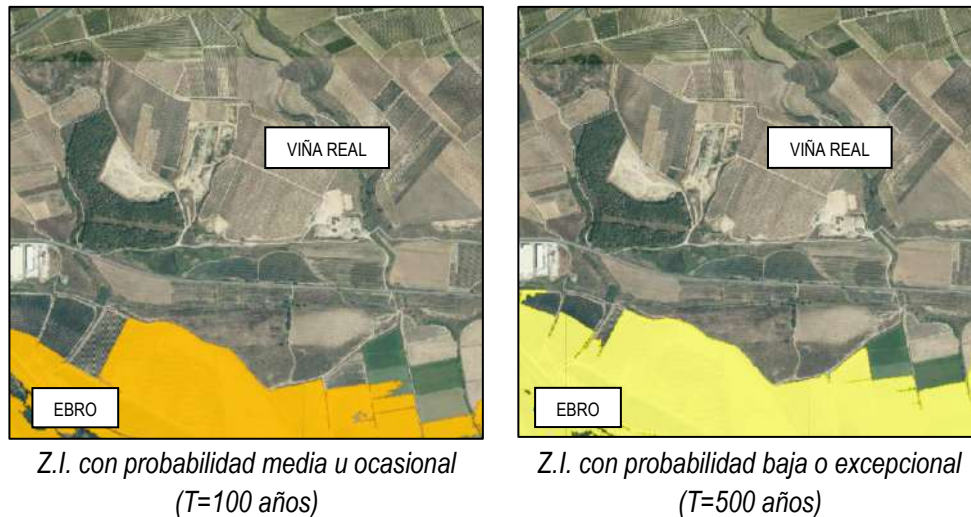 VIÑA REAL
EBRO
Z.I. con probabilidad media u ocasional
(T=100 años)
VIÑA REAL
EBRO
Z.I. con probabilidad baja o excepcional
(T=500 años)